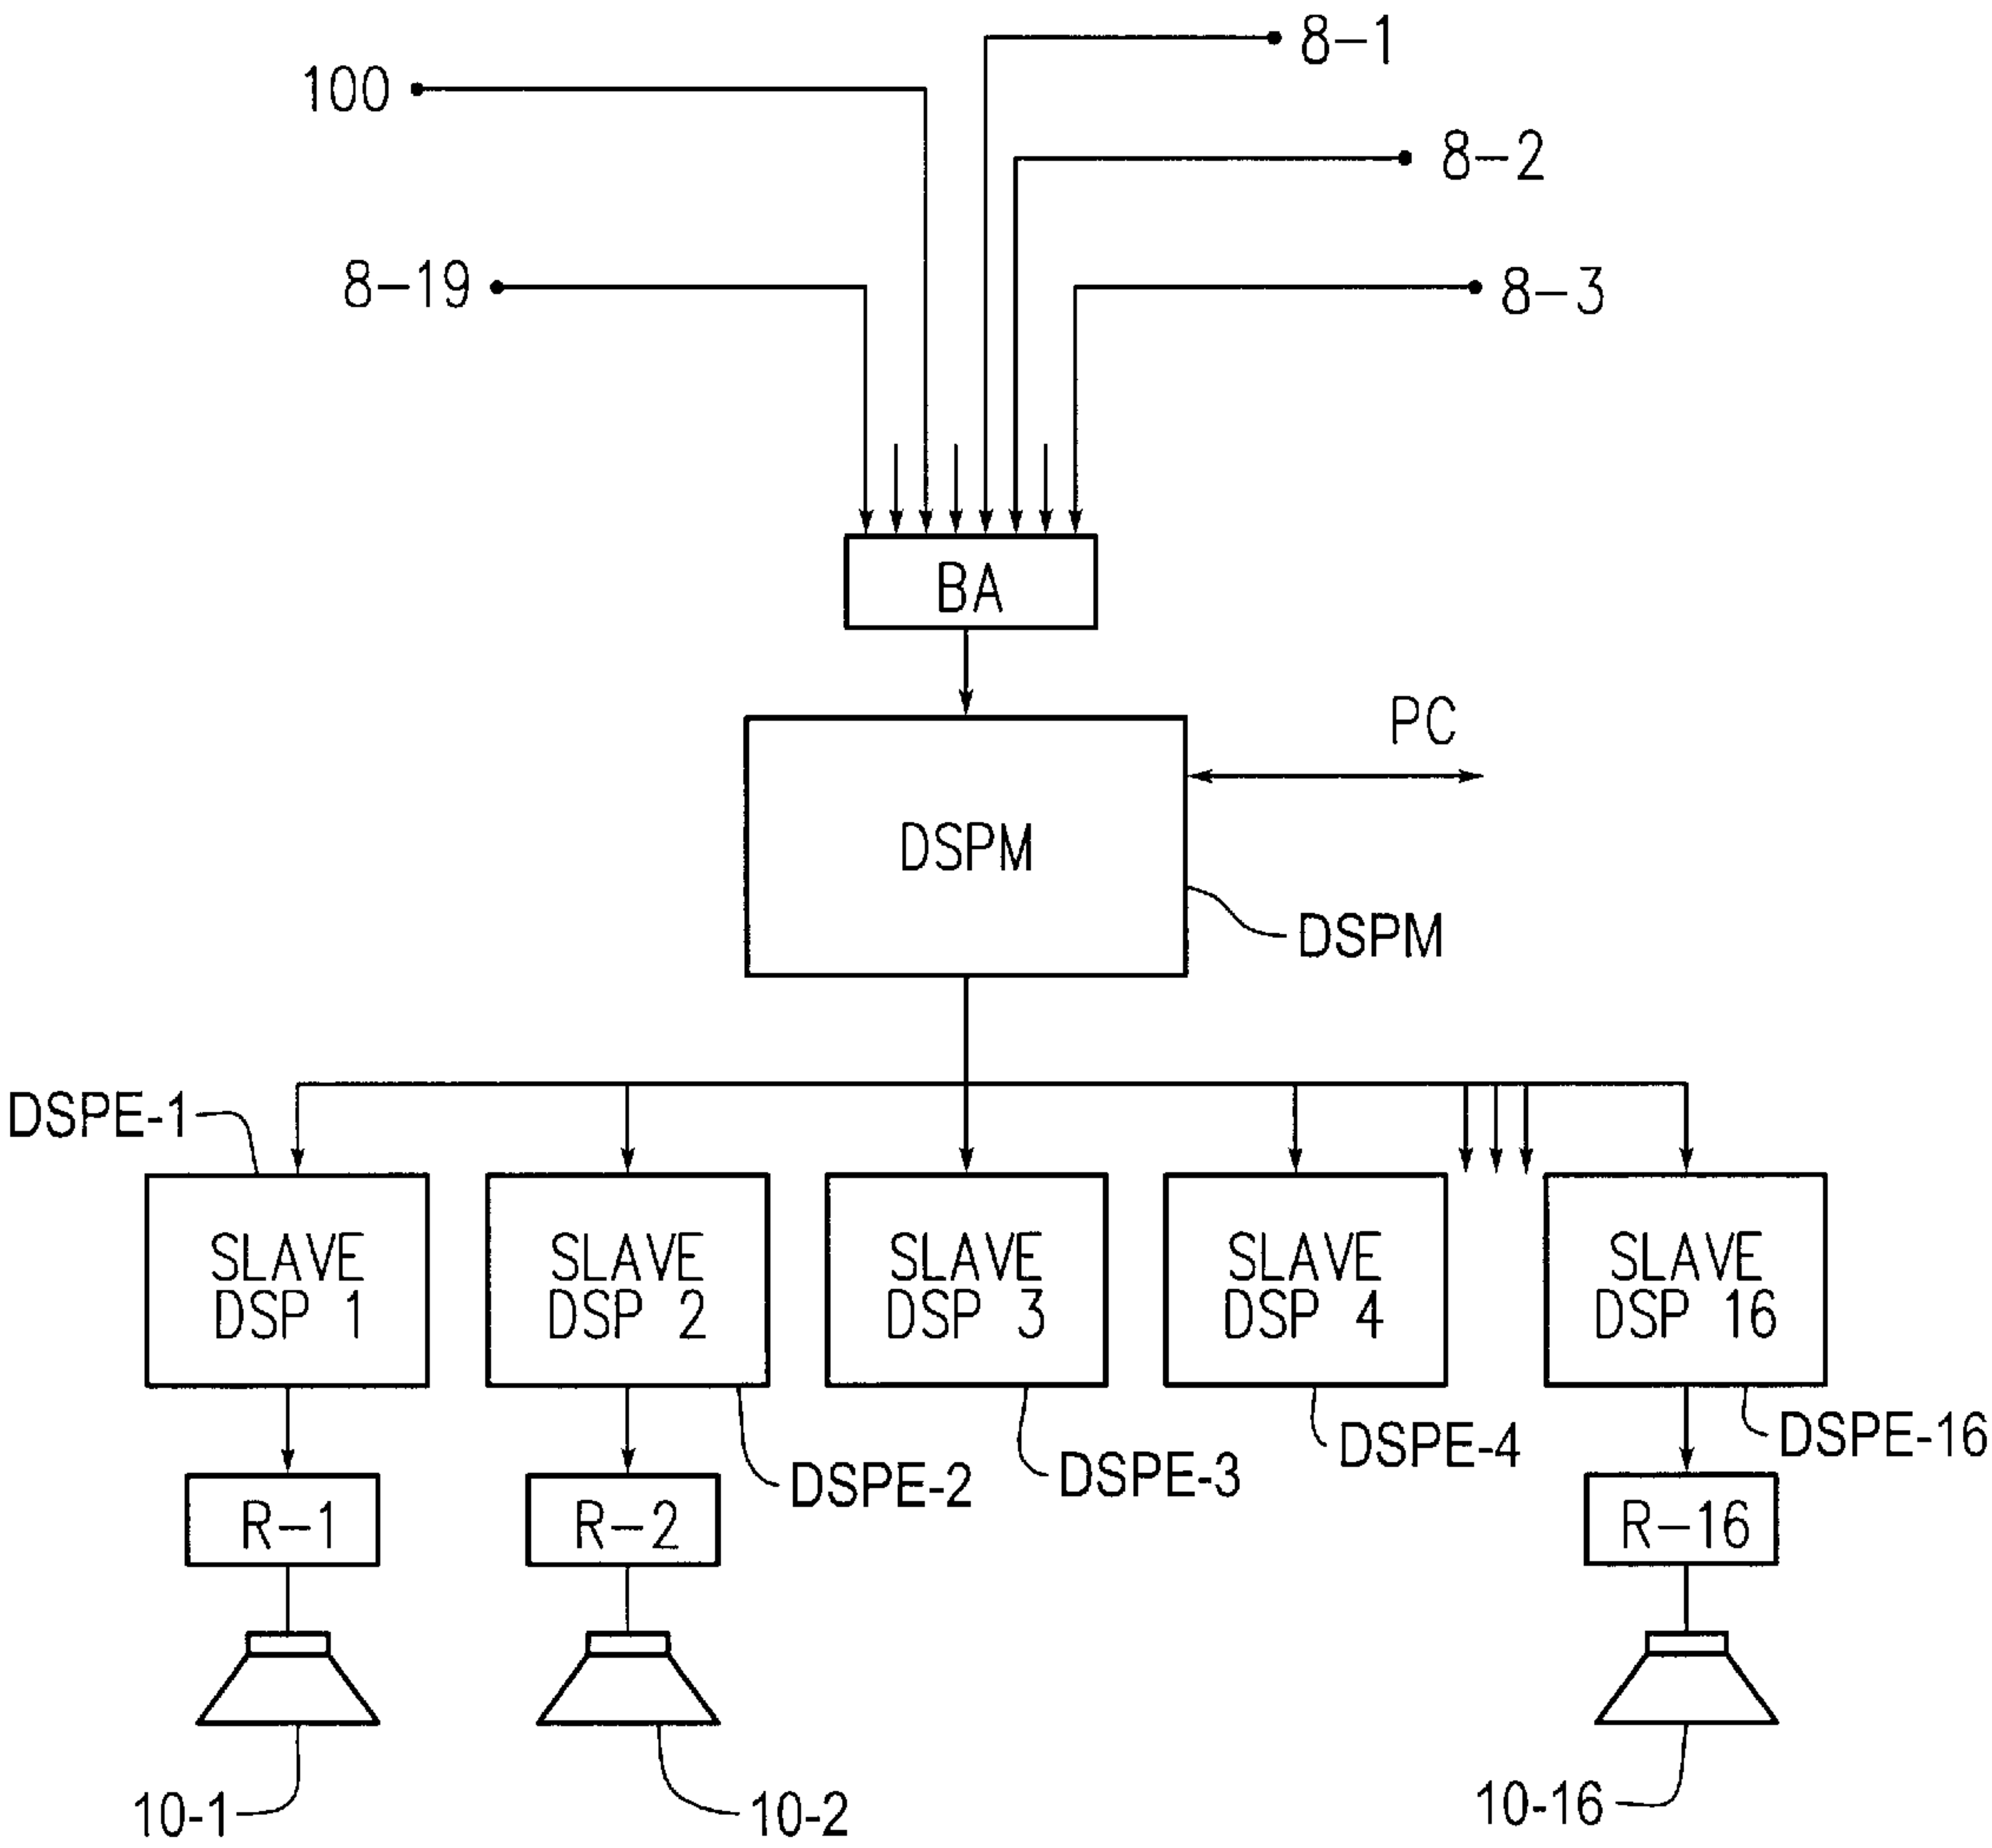 8-1
100
8-2
8-19
8-3
BA
PC
DSPM
DSPM
DSPE-1
SLAVE
DSP 1
SLAVE
DSP 2
SLAVE
DSP 3
SLAVE
DSP 4
SLAVE
DSP 16
DSPE-2
DSPE-3
DSPE-4
DSPE-16
R-1
R-2
R-16
10-1
10-2
10-16